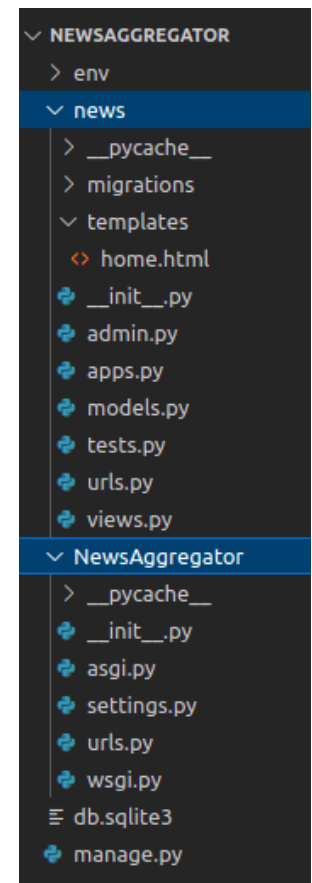 NEWSAGGREGATOR
env
news
__pycache__
migrations
templates
home.html
__init__.py
admin.py
apps.py
models.py
tests.py
urls.py
views.py
NewsAggregator
__pycache__
__init__.py
asgi.py
settings.py
urls.py
wsgi.py
db.sqlite3
manage.py